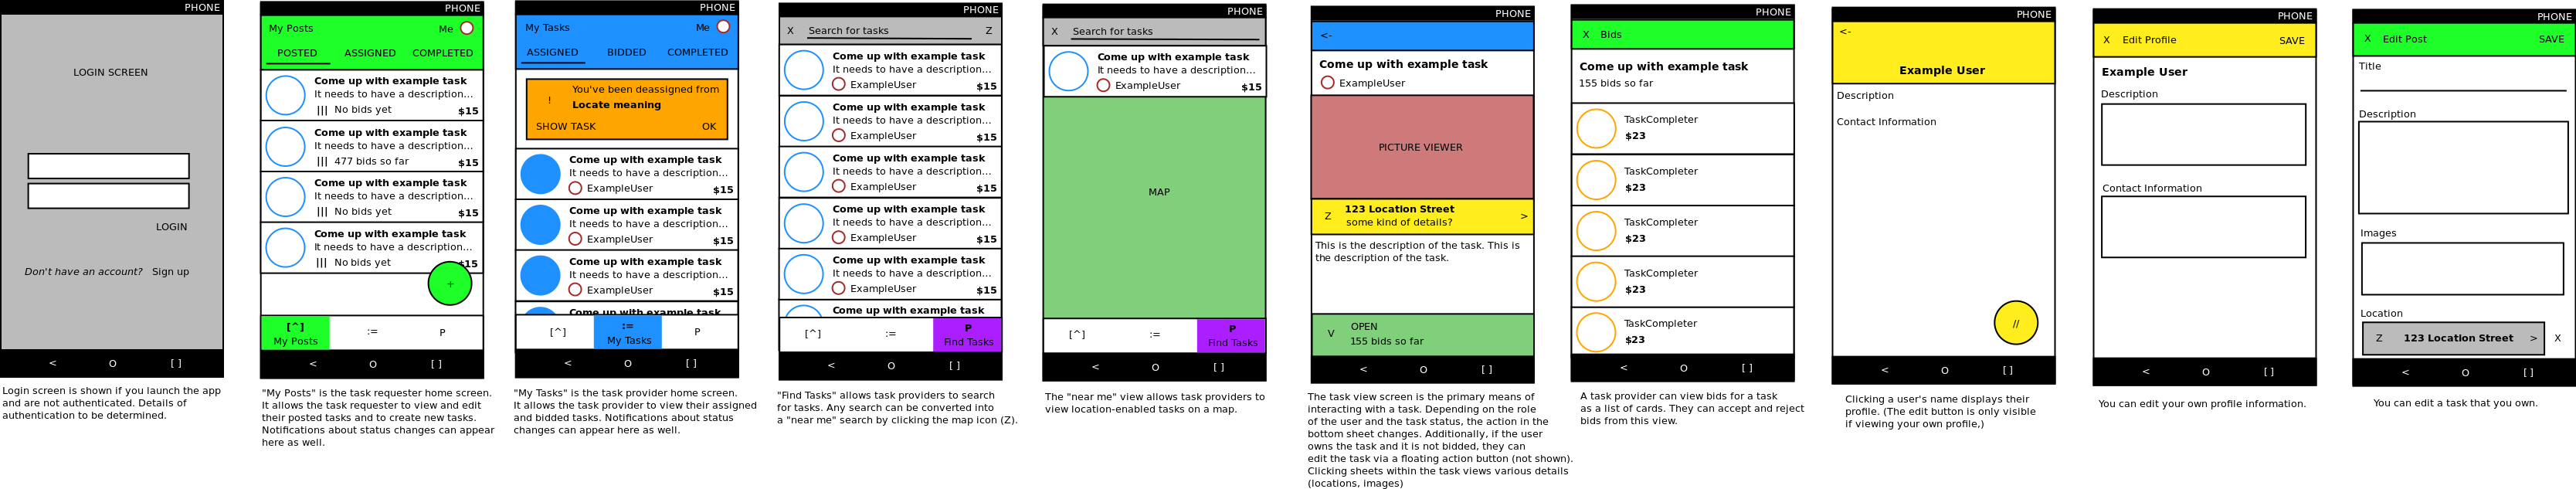 PHONE
LOGIN SCREEN
LOGIN
Don't have an account? Sign up
< O [ ]
Login screen is shown if you launch the app
and are not authenticated. Details of
authentication to be determined.
PHONE
My Posts Me
POSTED ASSIGNED COMPLETED
Come up with example task
It needs to have a description...
||| No bids yet $15
Come up with example task
It needs to have a description...
||| 477 bids so far $15
Come up with example task
It needs to have a description...
||| No bids yet $15
Come up with example task
It needs to have a description...
||| No bids yet $15
+
[^] := P
My Posts
< O [ ]
"My Posts" is the task requester home screen.
It allows the task requester to view and edit
their posted tasks and to create new tasks.
Notifications about status changes can appear
here as well.
PHONE
My Tasks Me
ASSIGNED BIDDED COMPLETED
You've been deassigned from
! Locate meaning
SHOW TASK OK
Come up with example task
It needs to have a description...
ExampleUser $15
Come up with example task
It needs to have a description...
ExampleUser $15
Come up with example task
It needs to have a description...
ExampleUser $15
Come up with example task
[^] := P
My Tasks
< O [ ]
"My Tasks" is the task provider home screen.
It allows the task provider to view their assigned
and bidded tasks. Notifications about status
changes can appear here as well.
PHONE
X Search for tasks Z
Come up with example task
It needs to have a description...
ExampleUser $15
Come up with example task
It needs to have a description...
ExampleUser $15
Come up with example task
It needs to have a description...
ExampleUser $15
Come up with example task
It needs to have a description...
ExampleUser $15
Come up with example task
It needs to have a description...
ExampleUser $15
Come up with example task
[^] := P
Find Tasks
< O [ ]
"Find Tasks" allows task providers to search
for tasks. Any search can be converted into
a "near me" search by clicking the map icon (Z).
PHONE
X Search for tasks
Come up with example task
It needs to have a description...
ExampleUser $15
MAP
[^] := P
Find Tasks
< O [ ]
The "near me" view allows task providers to
view location-enabled tasks on a map.
PHONE
<-
Come up with example task
ExampleUser
PICTURE VIEWER
Z 123 Location Street >
some kind of details?
This is the description of the task. This is
the description of the task.
V OPEN
155 bids so far
< O [ ]
The task view screen is the primary means of
interacting with a task. Depending on the role
of the user and the task status, the action in the
bottom sheet changes. Additionally, if the user
owns the task and it is not bidded, they can
edit the task via a floating action button (not shown).
Clicking sheets within the task views various details
(locations, images)
PHONE
X Bids
Come up with example task
155 bids so far
TaskCompleter
$23
TaskCompleter
$23
TaskCompleter
$23
TaskCompleter
$23
TaskCompleter
$23
< O [ ]
A task provider can view bids for a task
as a list of cards. They can accept and reject
bids from this view.
PHONE
<-
Example User
Description
Contact Information
//
< O [ ]
Clicking a user's name displays their
profile. (The edit button is only visible
if viewing your own profile,)
PHONE
X Edit Profile SAVE
Example User
Description
Contact Information
< O [ ]
You can edit your own profile information.
PHONE
X Edit Post SAVE
Title
Description
Images
Location
Z 123 Location Street > X
< O [ ]
You can edit a task that you own.